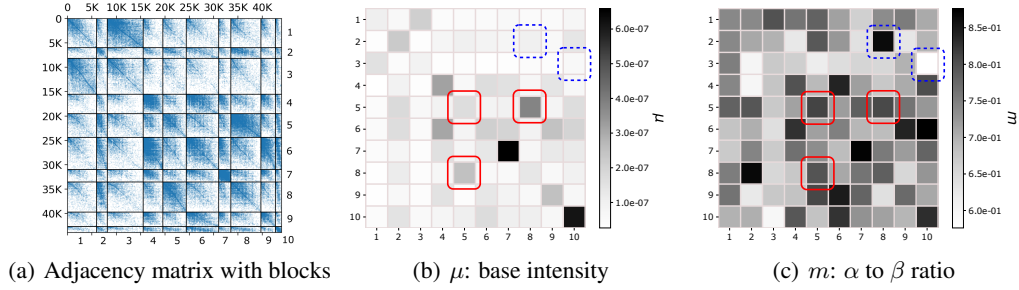 0 5K 10K 15K 20K 25K 30K 35K 40K
0
5K
10K
15K
20K
25K
30K
35K
40K
1
2
3
4
5
6
7
8
9
1 2 3 4 5 6 7 8 9 10
(a) Adjacency matrix with blocks
1
2
3
4
5
6
7
8
9
10
1 2 3 4 5 6 7 8 9 10
6.0e-07
5.0e-07
4.0e-07
3.0e-07
2.0e-07
1.0e-07
μ
(b) μ: base intensity
1
2
3
4
5
6
7
8
9
10
1 2 3 4 5 6 7 8 9 10
8.5e-01
8.0e-01
7.5e-01
7.0e-01
6.5e-01
6.0e-01
m
(c) m: α to β ratio